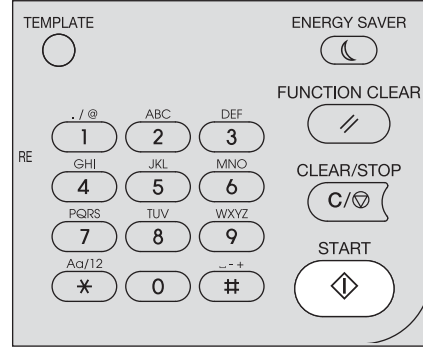 TEMPLATE
ENERGY SAVER
FUNCTION CLEAR
./@ ABC DEF
1 2 3
RE
GHI JKL MNO
4 5 6
CLEAR/STOP
C/
PQRS TUV WXYZ
7 8 9
START
Aa/12 ⎵-+
* 0 #